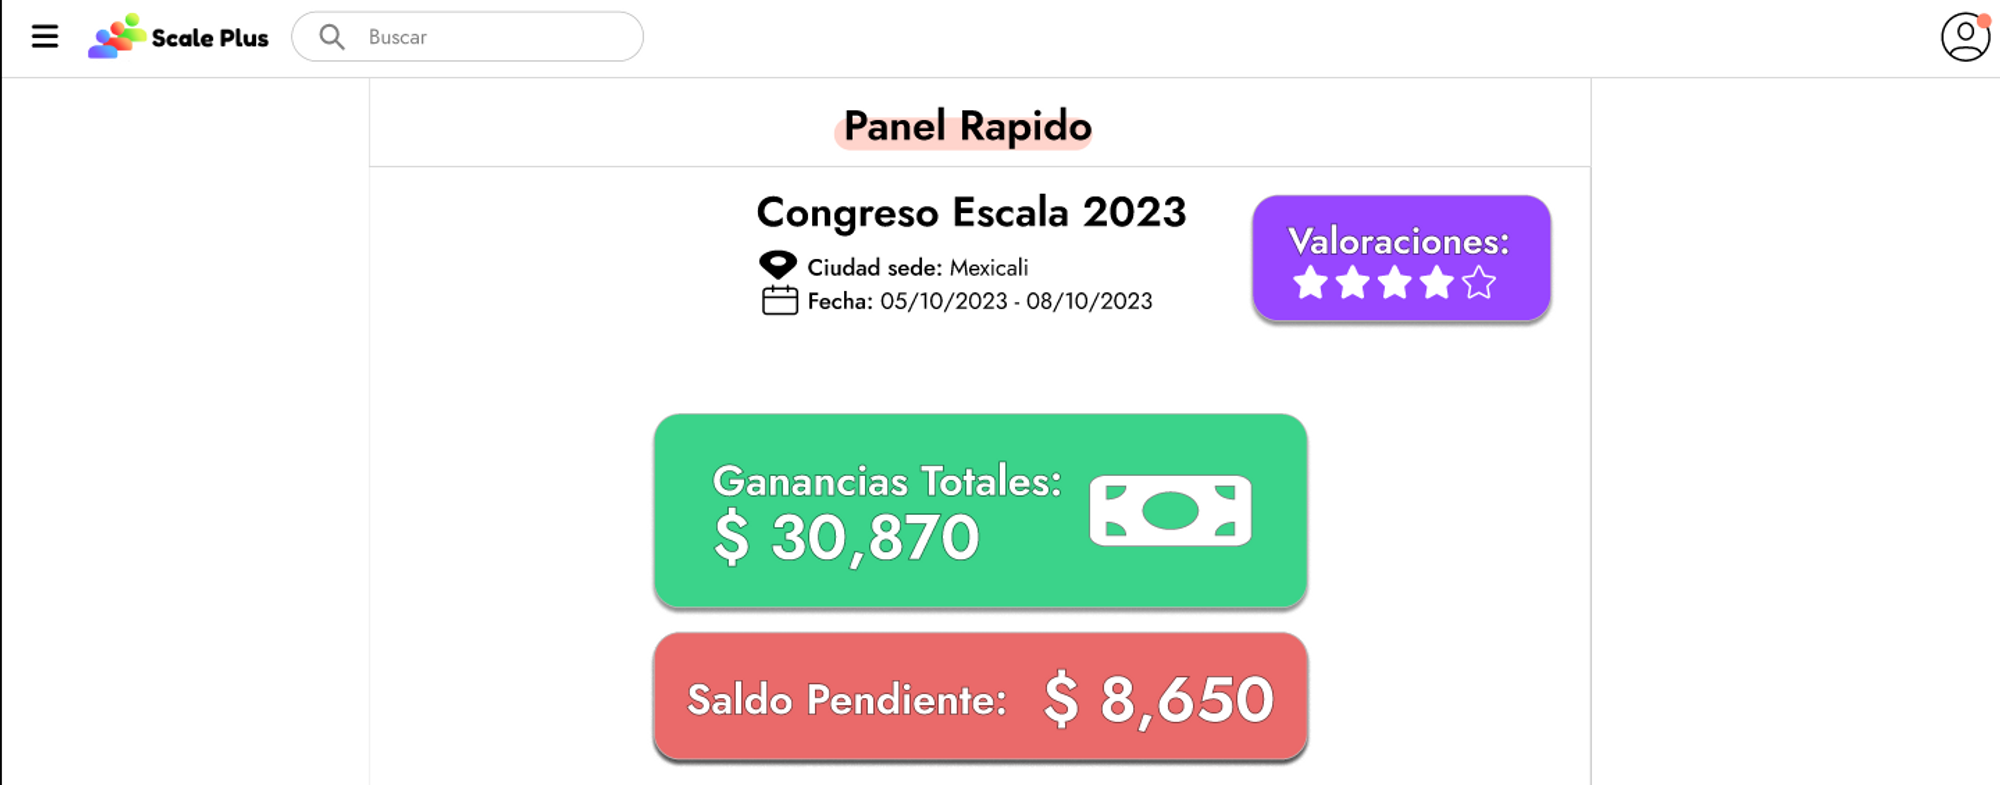 Scale Plus
Buscar
Panel Rapido
Congreso Escala 2023
Ciudad sede: Mexicali
Fecha: 05/10/2023 - 08/10/2023
Valoraciones:
Ganancias Totales:
$ 30,870
Saldo Pendiente: $ 8,650